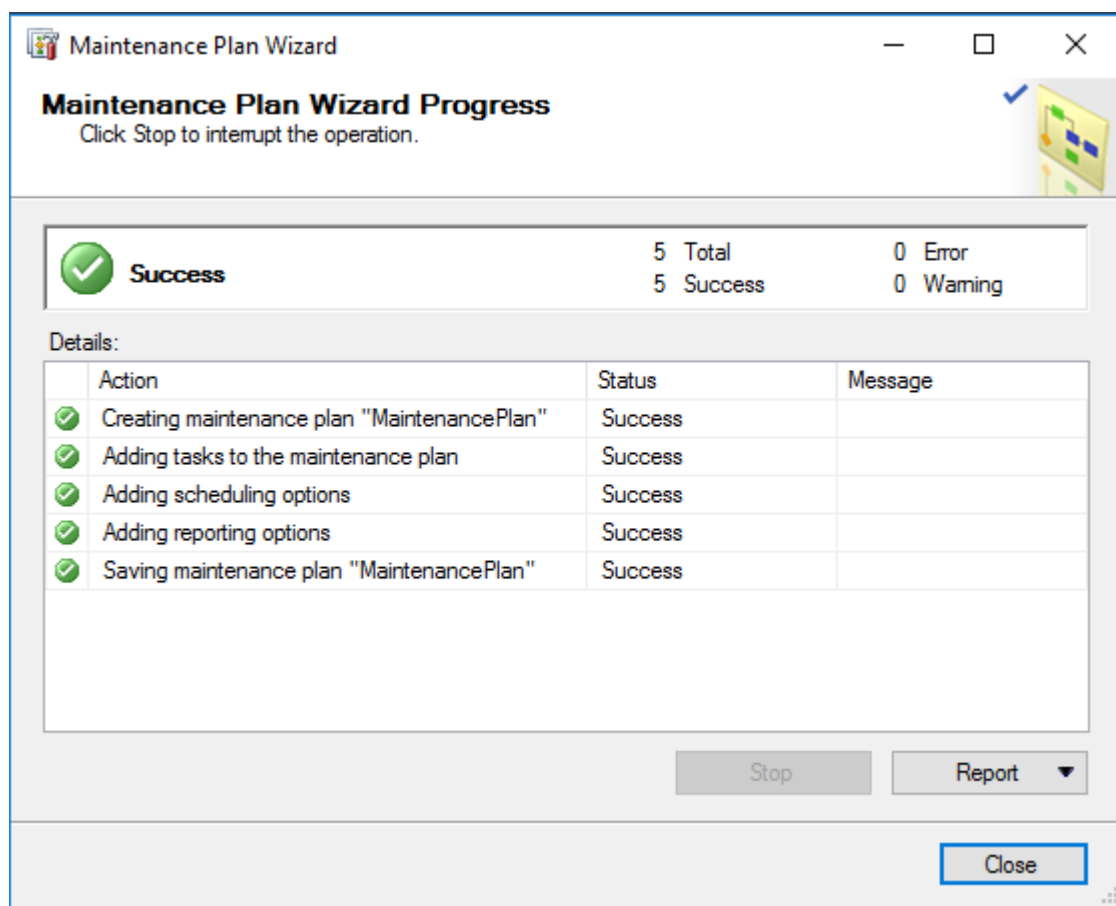 Maintenance Plan Wizard
Maintenance Plan Wizard Progress
Click Stop to interrupt the operation.
Success 5 Total 0 Error
5 Success 0 Warning
Details:
Action Status Message
Creating maintenance plan "MaintenancePlan" Success
Adding tasks to the maintenance plan Success
Adding scheduling options Success
Adding reporting options Success
Saving maintenance plan "MaintenancePlan" Success
Stop Report
Close